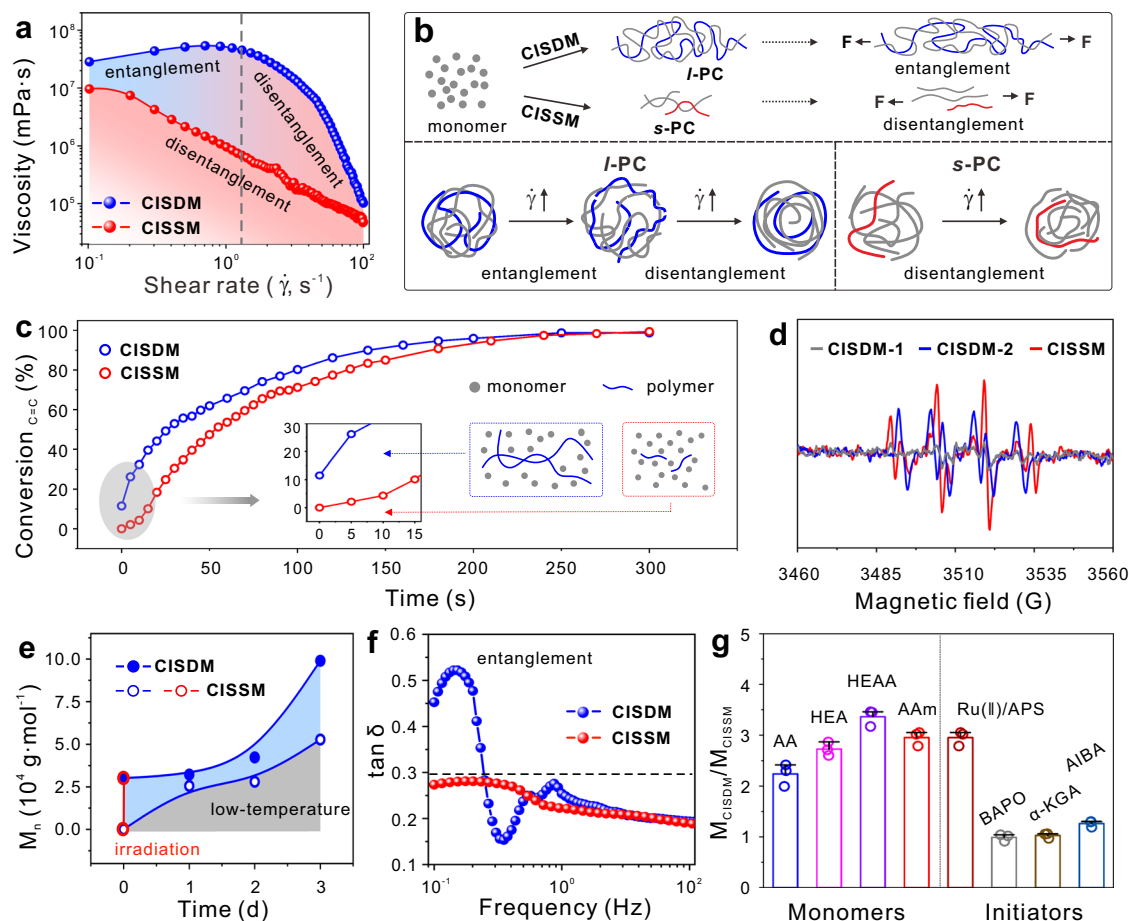 a
Viscosity (mPa·s)
10⁸
10⁷
10⁶
10⁵
entanglement
disentanglement
disentanglement
CISDM
CISSM
10⁻¹
10⁰
10²
Shear rate (γ̇, s⁻¹)
b
monomer
CISDM
CISSM
l-PC
s-PC
F
F
entanglement
F
F
disentanglement
l-PC
s-PC
γ̇↑
γ̇↑
γ̇↑
entanglement
disentanglement
disentanglement
c
Conversion C=C (%)
100
80
60
40
20
0
CISDM
CISSM
monomer
polymer
30
20
10
0
0 5 10 15
0 50 100 150 200 250 300
Time (s)
d
CISDM-1 CISDM-2 CISSM
3460 3485 3510 3535 3560
Magnetic field (G)
e
Mn (10⁴ g·mol⁻¹)
10.0
7.5
5.0
2.5
0.0
CISDM
CISSM
low-temperature
irradiation
0 1 2 3
Time (d)
f
tan δ
0.6
0.5
0.4
0.3
0.2
0.1
entanglement
CISDM
CISSM
10⁻¹ 10⁰ 10²
Frequency (Hz)
g
M CISDM/M CISSM
5
4
3
2
1
0
AA
HEA
HEAA
AAm
Ru(Ⅱ)/APS
BAPO
α-KGA
AIBA
Monomers
Initiators